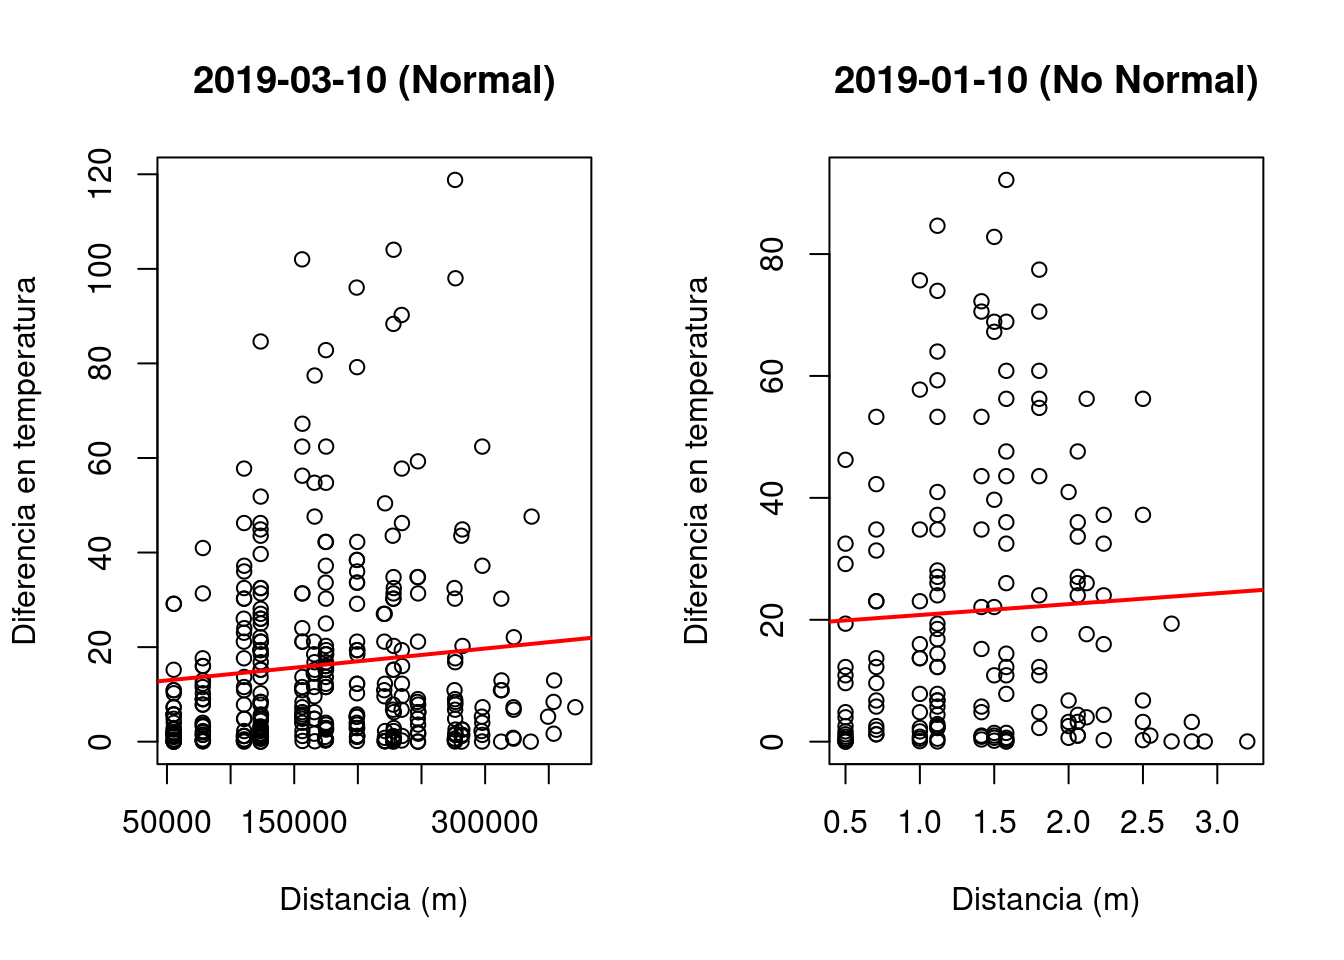 2019-03-10 (Normal)
Diferencia en temperatura
120
100
80
60
40
20
0
50000 150000 300000
Distancia (m)
2019-01-10 (No Normal)
Diferencia en temperatura
80
60
40
20
0
0.5 1.0 1.5 2.0 2.5 3.0
Distancia (m)